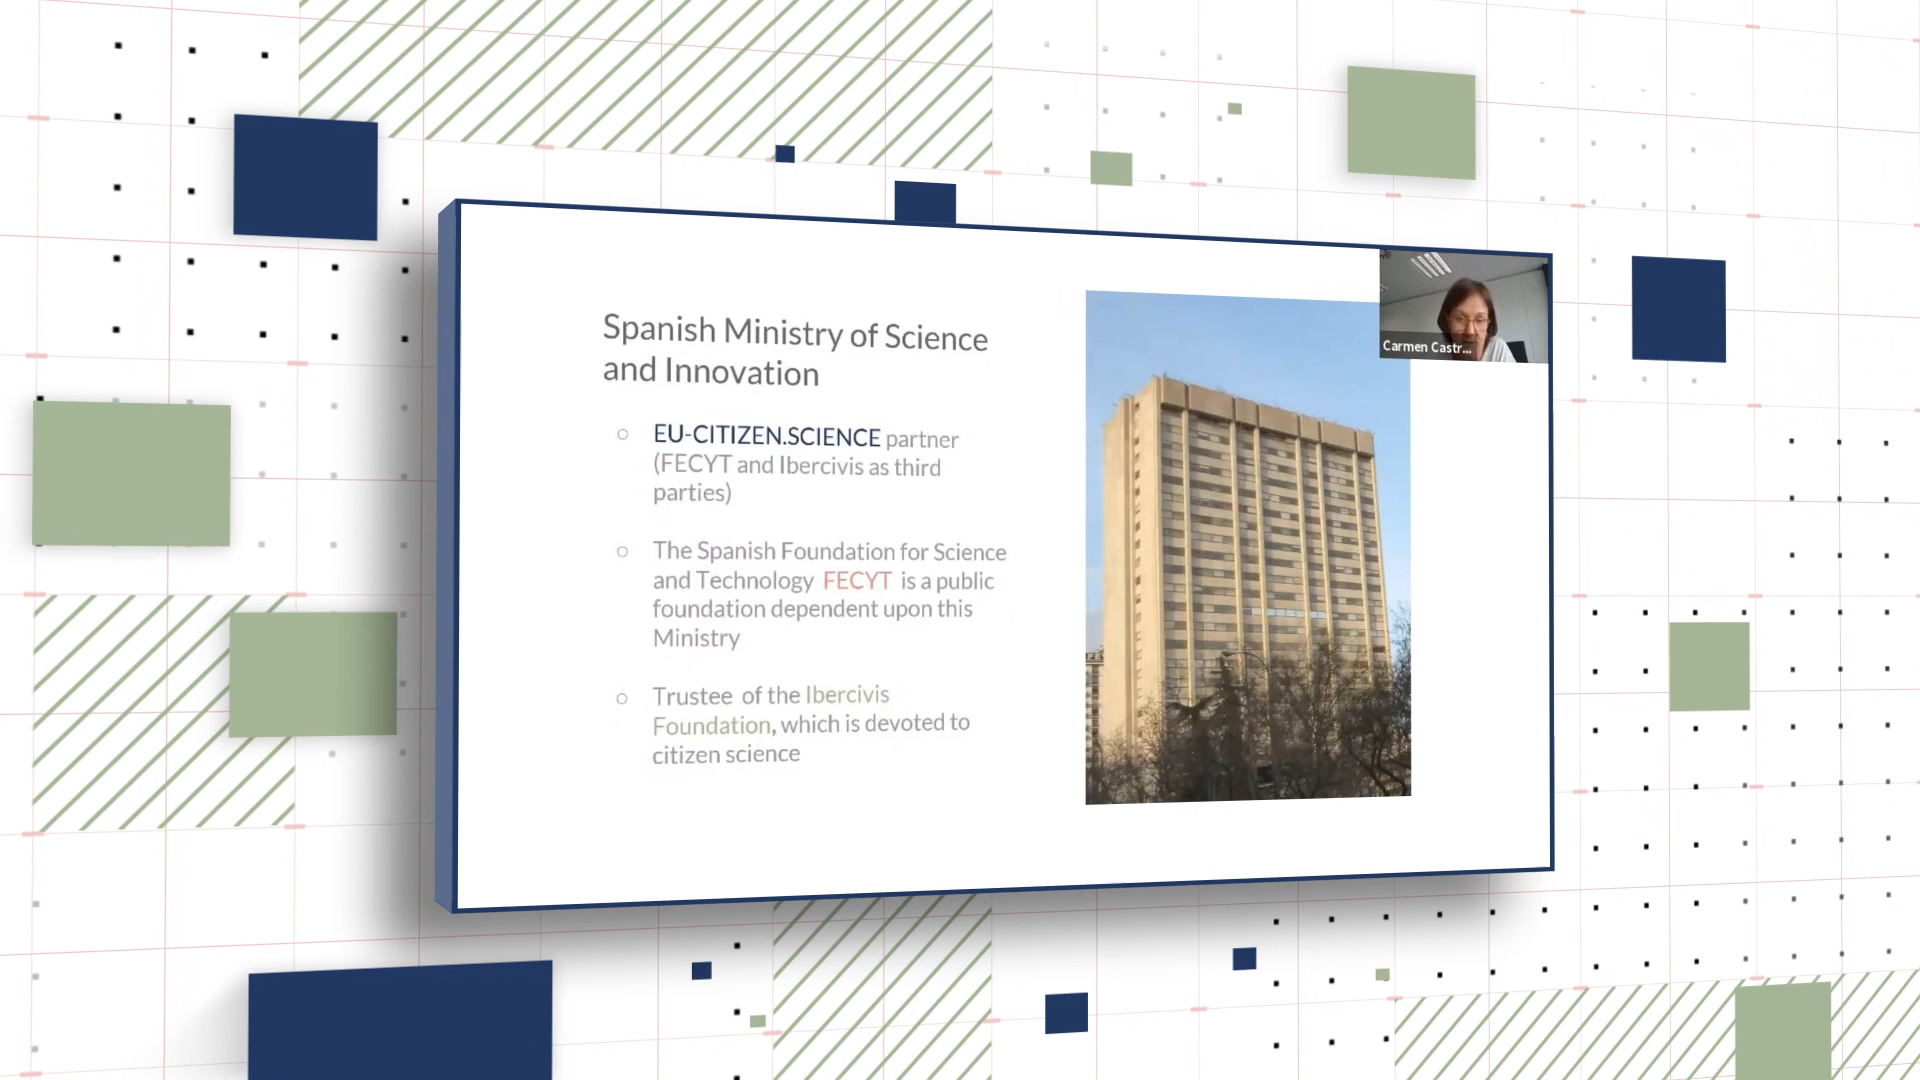 Spanish Ministry of Science
and Innovation
EU-CITIZEN.SCIENCE partner
(FECYT and Ibercivis as third
parties)
The Spanish Foundation for Science
and Technology FECYT is a public
foundation dependent upon this
Ministry
Trustee of the Ibercivis
Foundation, which is devoted to
citizen science
Carmen Castr...